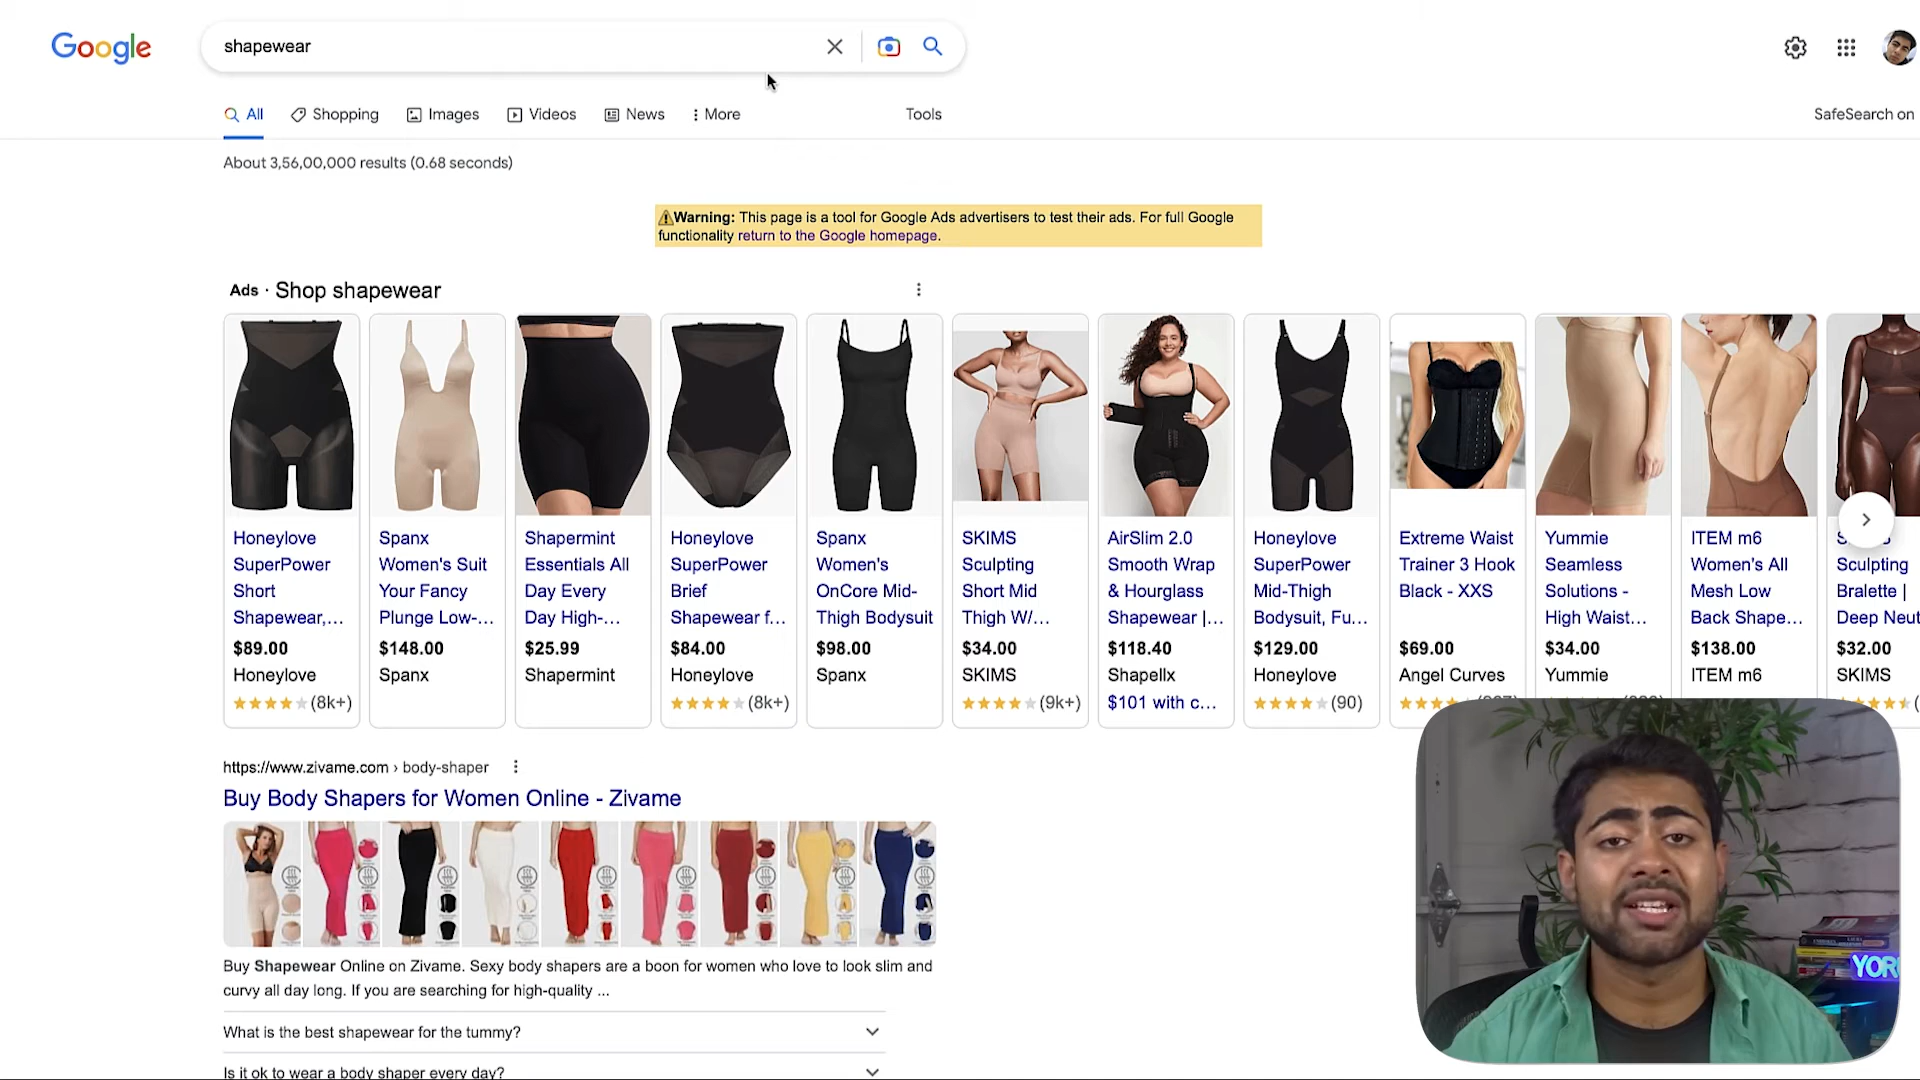 Google
shapewear
All
Shopping
Images
Videos
News
More
Tools
SafeSearch on
About 3,56,00,000 results (0.68 seconds)
Warning: This page is a tool for Google Ads advertisers to test their ads. For full Google
functionality return to the Google homepage.
Ads · Shop shapewear
Honeylove
SuperPower
Short
Shapewear,...
$89.00
Honeylove
(8k+)
Spanx
Women's Suit
Your Fancy
Plunge Low-...
$148.00
Spanx
Shapermint
Essentials All
Day Every
Day High-...
$25.99
Shapermint
Honeylove
SuperPower
Brief
Shapewear f...
$84.00
Honeylove
(8k+)
Spanx
Women's
OnCore Mid-
Thigh Bodysuit
$98.00
Spanx
SKIMS
Sculpting
Short Mid
Thigh W/...
$34.00
SKIMS
(9k+)
AirSlim 2.0
Smooth Wrap
& Hourglass
Shapewear |...
$118.40
Shapellx
$101 with c...
Honeylove
SuperPower
Mid-Thigh
Bodysuit, Fu...
$129.00
Honeylove
(90)
Extreme Waist
Trainer 3 Hook
Black - XXS
$69.00
Angel Curves
Yummie
Seamless
Solutions -
High Waist...
$34.00
Yummie
ITEM m6
Women's All
Mesh Low
Back Shape...
$138.00
ITEM m6
Sculpting
Bralette |
Deep Neut
$32.00
SKIMS
https://www.zivame.com › body-shaper
Buy Body Shapers for Women Online - Zivame
Buy Shapewear Online on Zivame. Sexy body shapers are a boon for women who love to look slim and
curvy all day long. If you are searching for high-quality ...
What is the best shapewear for the tummy?
Is it ok to wear a body shaper every day?
YOR